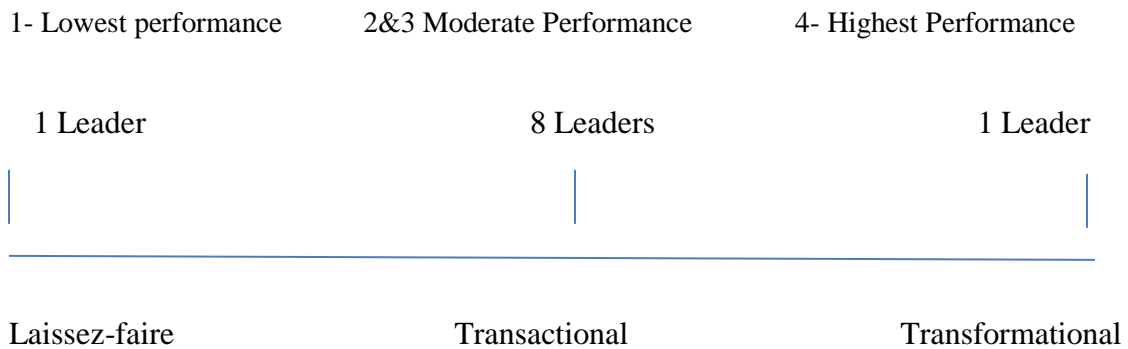 1- Lowest performance 2&3 Moderate Performance 4- Highest Performance
1 Leader 8 Leaders 1 Leader
Laissez-faire Transactional Transformational